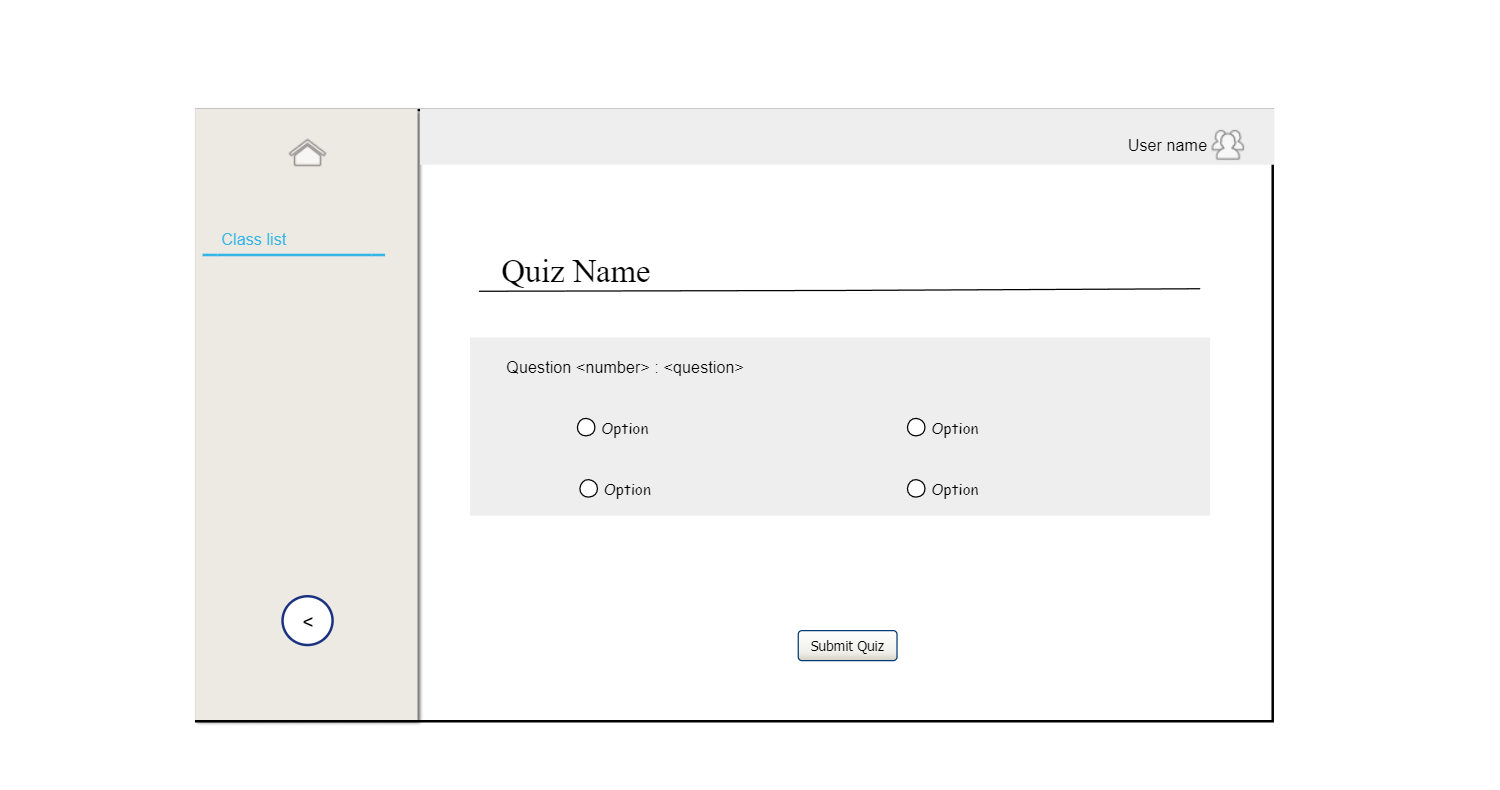 User name
Class list
Quiz Name
Question <number> : <question>
Option
Option
Option
Option
<
Submit Quiz